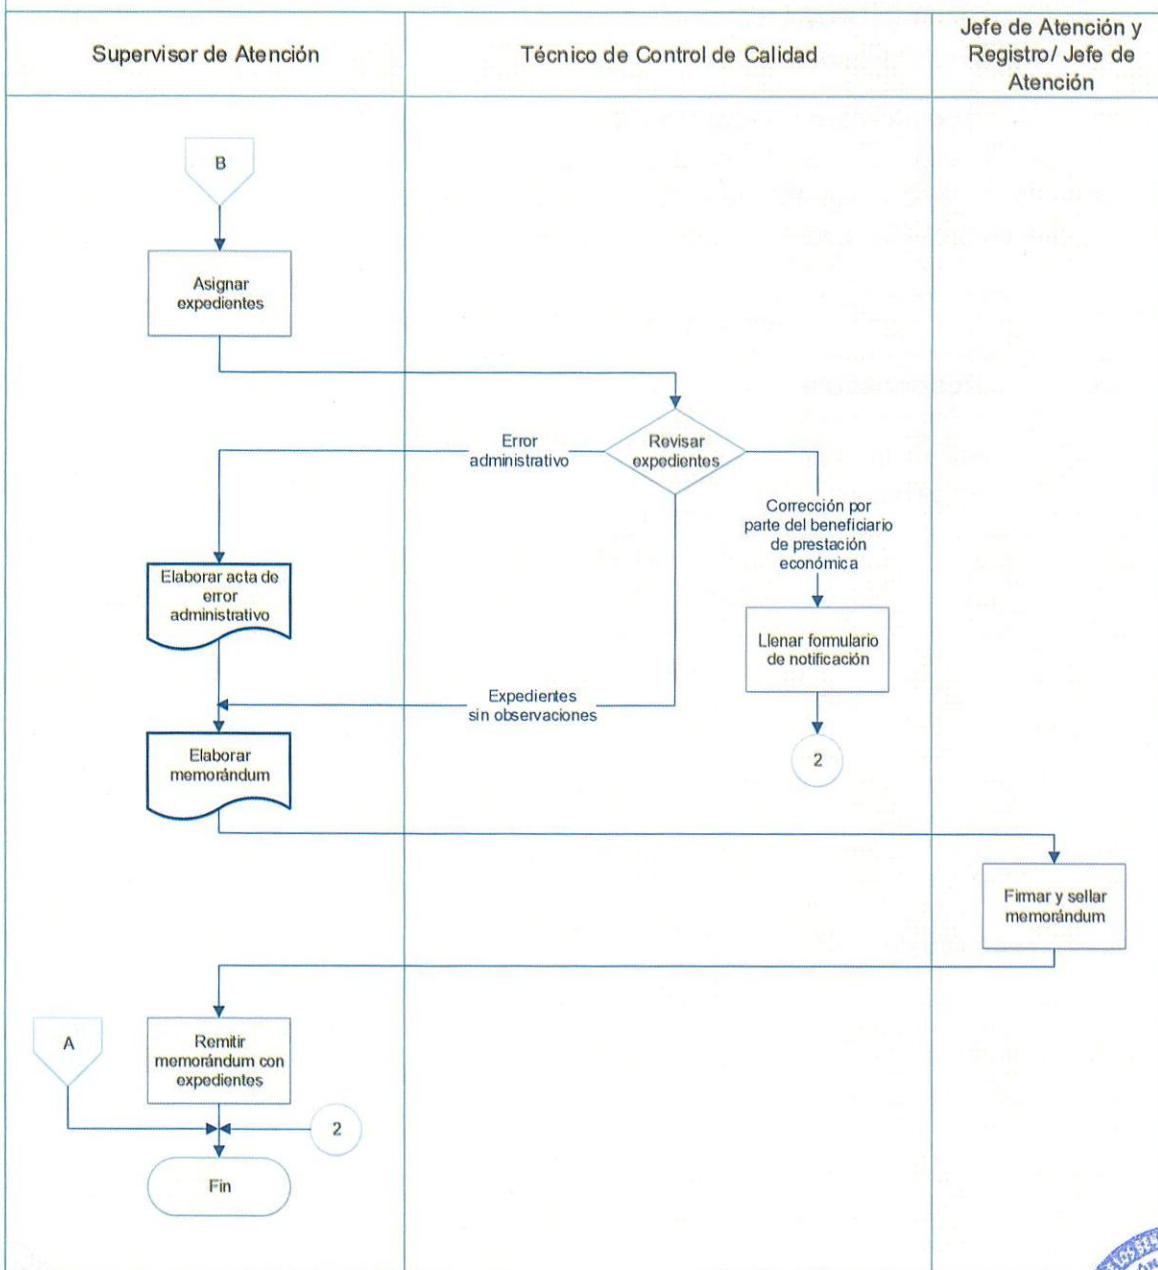 Supervisor de Atención
Técnico de Control de Calidad
Jefe de Atención y
Registro/ Jefe de
Atención
B
Asignar
expedientes
Revisar
expedientes
Error
administrativo
Corrección por
parte del beneficiario
de prestación
económica
Elaborar acta de
error
administrativo
Llenar formulario
de notificación
Expedientes
sin observaciones
Elaborar
memorándum
2
Firmar y sellar
memorándum
A
Remitir
memorándum con
expedientes
2
Fin